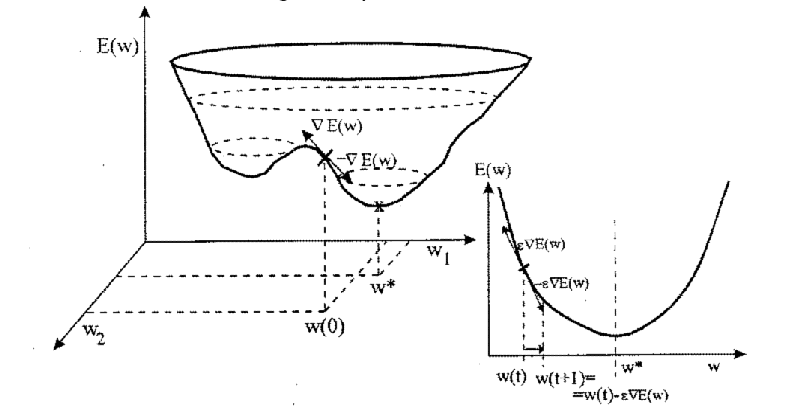 E(w)
∇E(w)
-∇E(w)
w₁
w*
w₂
w(0)
E(w)
ε∇E(w)
-ε∇E(w)
w(t)
w(t+1)=
=w(t)-ε∇E(w)
w*
w